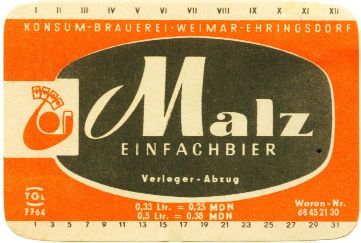 I II III IV V VI VII VIII IX X XI XII
KONSUM-BRAUEREI-WEIMAR-EHRINGSDORF
Malz
EINFACHBIER
Verleger-Abzug
TGL
7764
0,33 Ltr. = 0,25 MDN
0,5 Ltr. = 0,38 MDN
Waren-Nr.
68 45 21 30
1 3 5 7 9 11 13 15 17 19 21 23 25 27 29 31